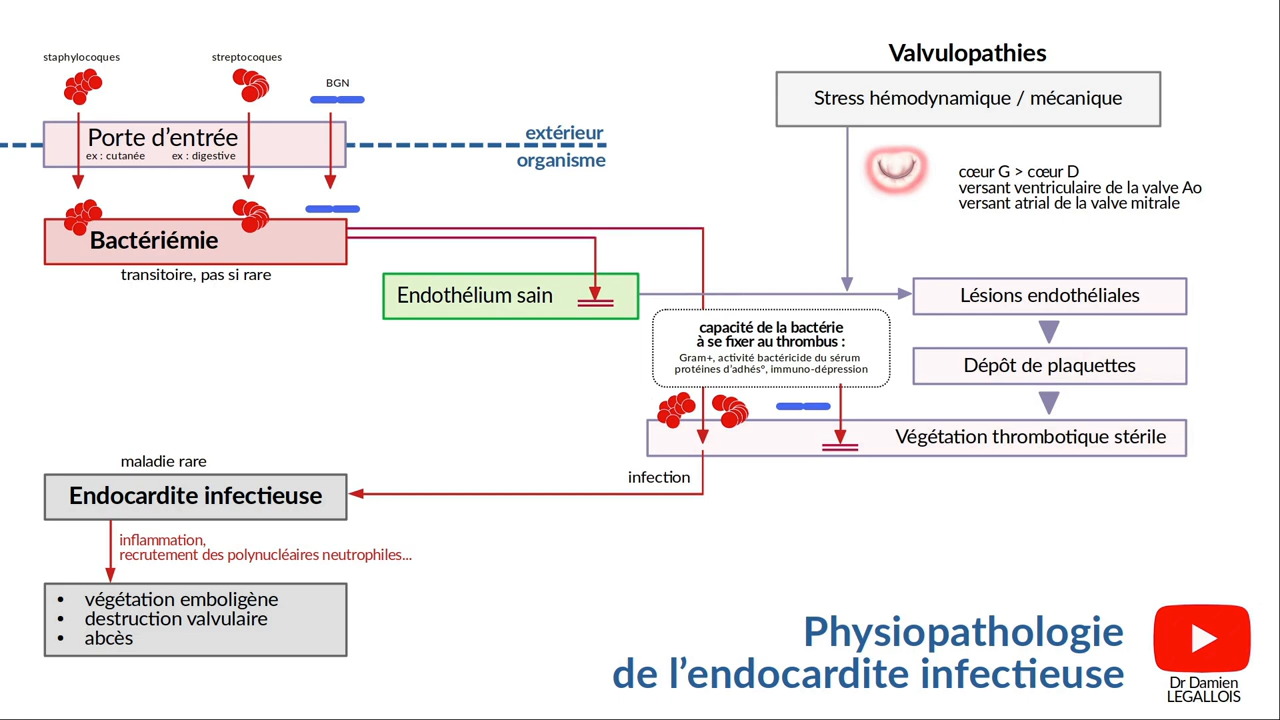 staphylocoques
streptocoques
BGN
Porte d'entrée
ex : cutanée
ex : digestive
extérieur
organisme
Bactériémie
transitoire, pas si rare
Valvulopathies
Stress hémodynamique / mécanique
cœur G > cœur D
versant ventriculaire de la valve Ao
versant atrial de la valve mitrale
Endothélium sain
Lésions endothéliales
capacité de la bactérie
à se fixer au thrombus :
Gram+, activité bactéricide du sérum
protéines d'adhés°, immuno-dépression
Dépôt de plaquettes
Végétation thrombotique stérile
infection
maladie rare
Endocardite infectieuse
inflammation,
recrutement des polynucléaires neutrophiles...
• végétation emboligène
• destruction valvulaire
• abcès
Physiopathologie
de l'endocardite infectieuse
Dr Damien
LEGALLOIS